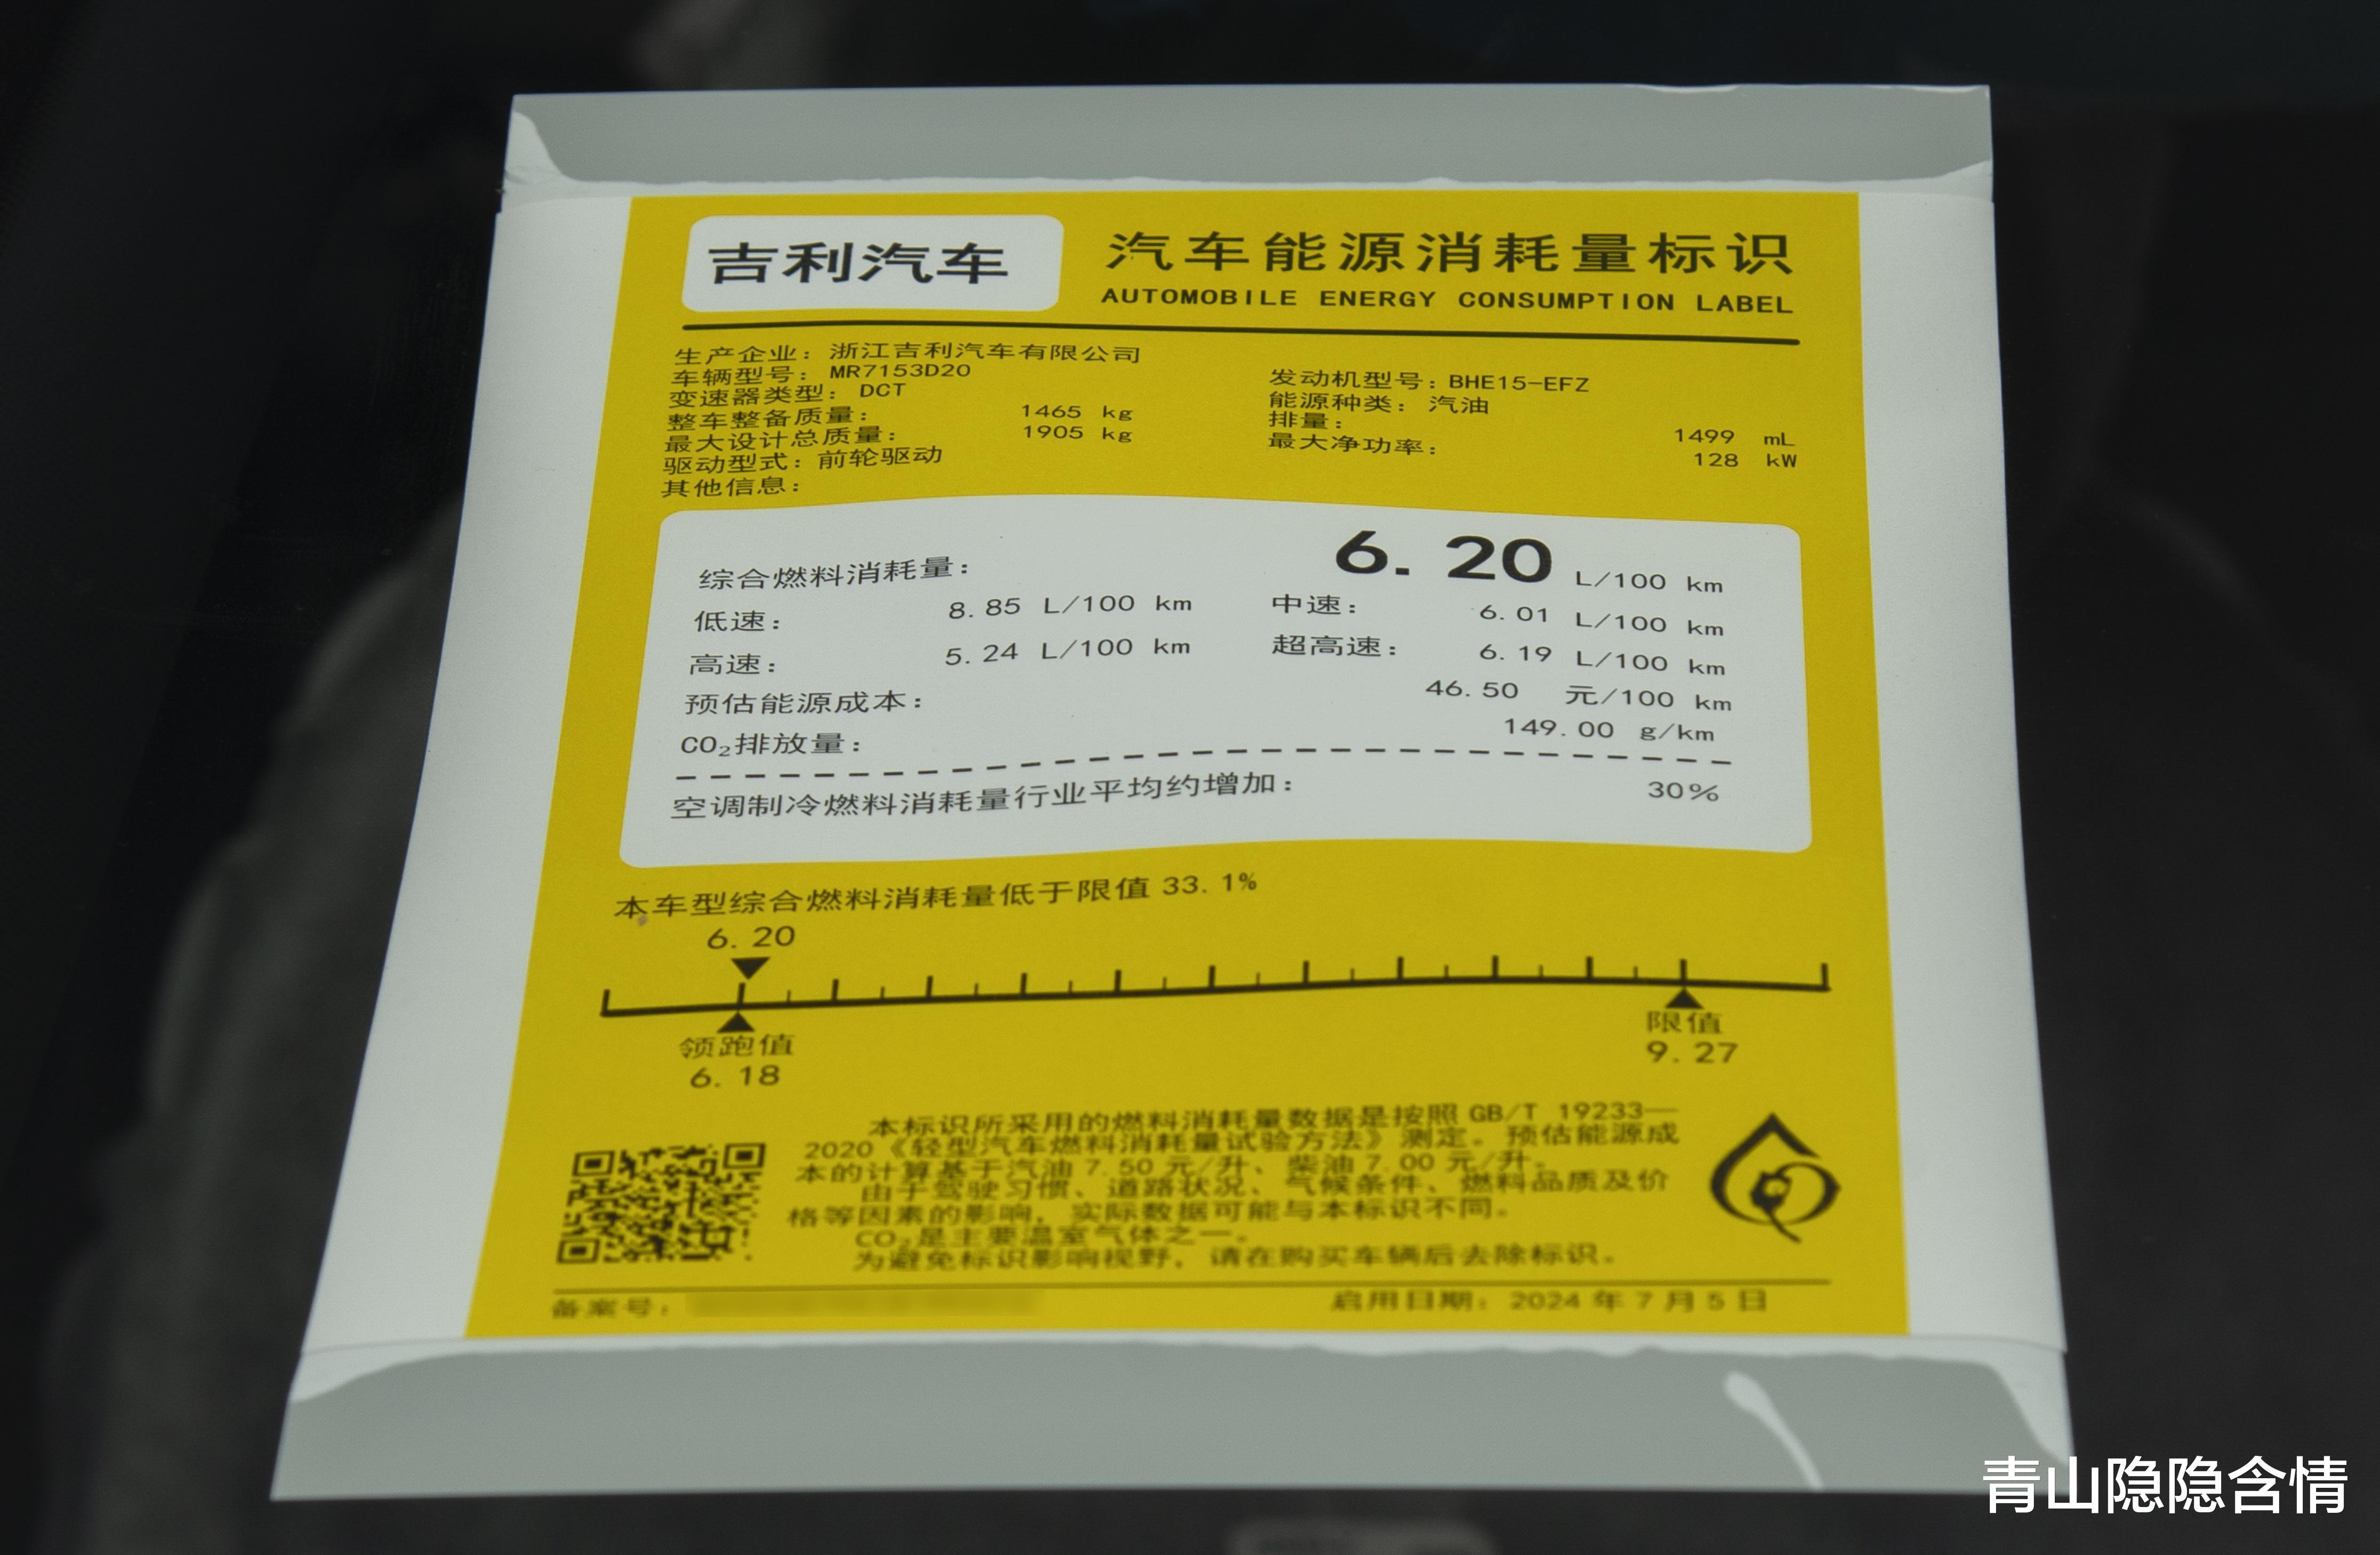 吉利汽车
汽车能源消耗量标识
AUTOMOBILE ENERGY CONSUMPTION LABEL
生产企业：浙江吉利汽车有限公司
车辆型号：MR7153D20
发动机型号：BHE15-EFZ
变速器类型：DCT
能源种类：汽油
整车整备质量：1465 kg
排量：1499 mL
最大设计总质量：1905 kg
最大净功率：128 kW
驱动型式：前轮驱动
其他信息：
综合燃料消耗量：6.20 L/100 km
低速：8.85 L/100 km 中速：6.01 L/100 km
高速：5.24 L/100 km 超高速：6.19 L/100 km
预估能源成本：46.50 元/100 km
CO₂排放量：149.00 g/km
空调制冷燃料消耗量行业平均约增加：30%
本车型综合燃料消耗量低于限值 33.1%
6.20
领跑值
6.18
限值
9.27
本标识所采用的燃料消耗量数据是按照 GB/T 19233—
2020《轻型汽车燃料消耗量试验方法》测定。预估能源成
本的计算基于汽油 7.50 元/升、柴油 7.00 元/升。
由于驾驶习惯、道路状况、气候条件、燃料品质及价
格等因素的影响，实际数据可能与本标识不同。
CO₂是主要温室气体之一。
为避免标识影响视野，请在购买车辆后去除标识。
备案号：
启用日期：2024 年 7 月 5 日
青山隐隐含情